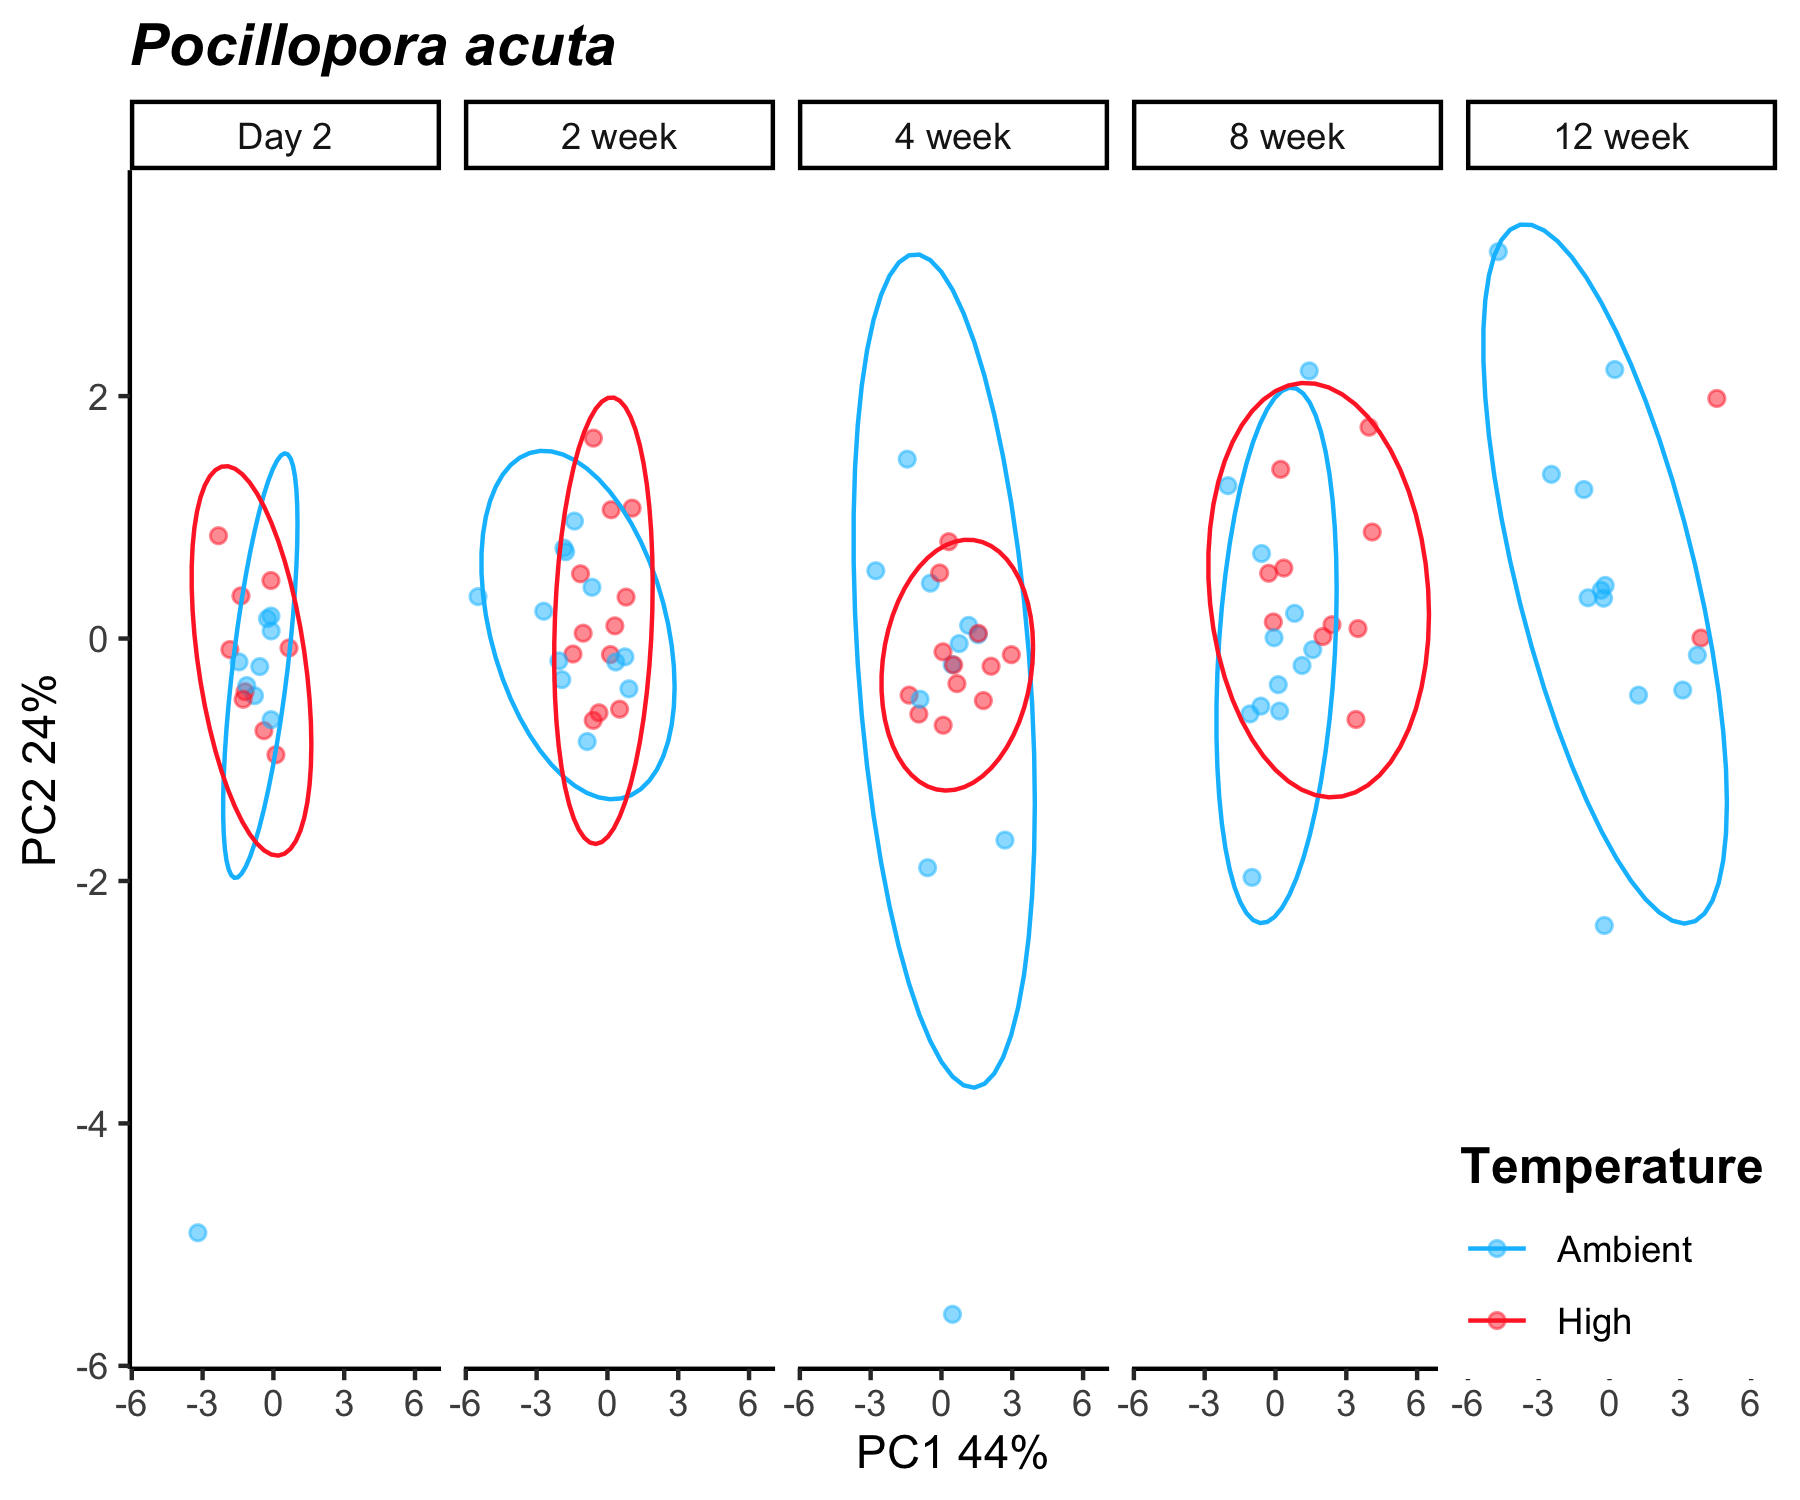 Pocillopora acuta
Day 2
2 week
4 week
8 week
12 week
PC2 24%
2
0
-2
-4
-6
-6 -3 0 3 6
-6 -3 0 3 6
-6 -3 0 3 6
-6 -3 0 3 6
-6 -3 0 3 6
PC1 44%
Temperature
Ambient
High